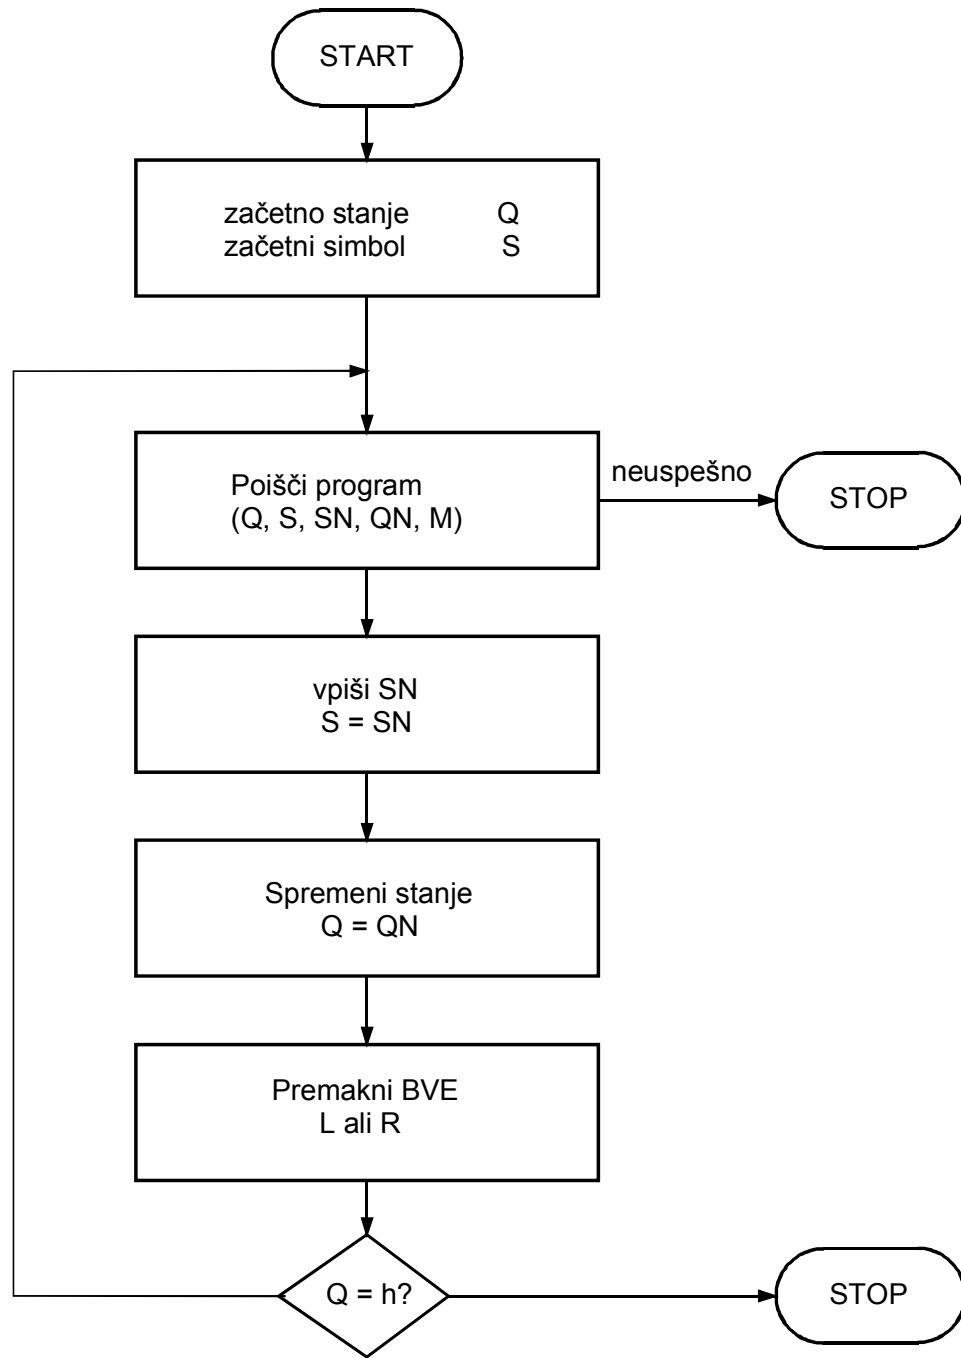 START
začetno stanje Q
začetni simbol S
Poišči program
(Q, S, SN, QN, M)
neuspešno
STOP
vpiši SN
S = SN
Spremeni stanje
Q = QN
Premakni BVE
L ali R
Q = h?
STOP